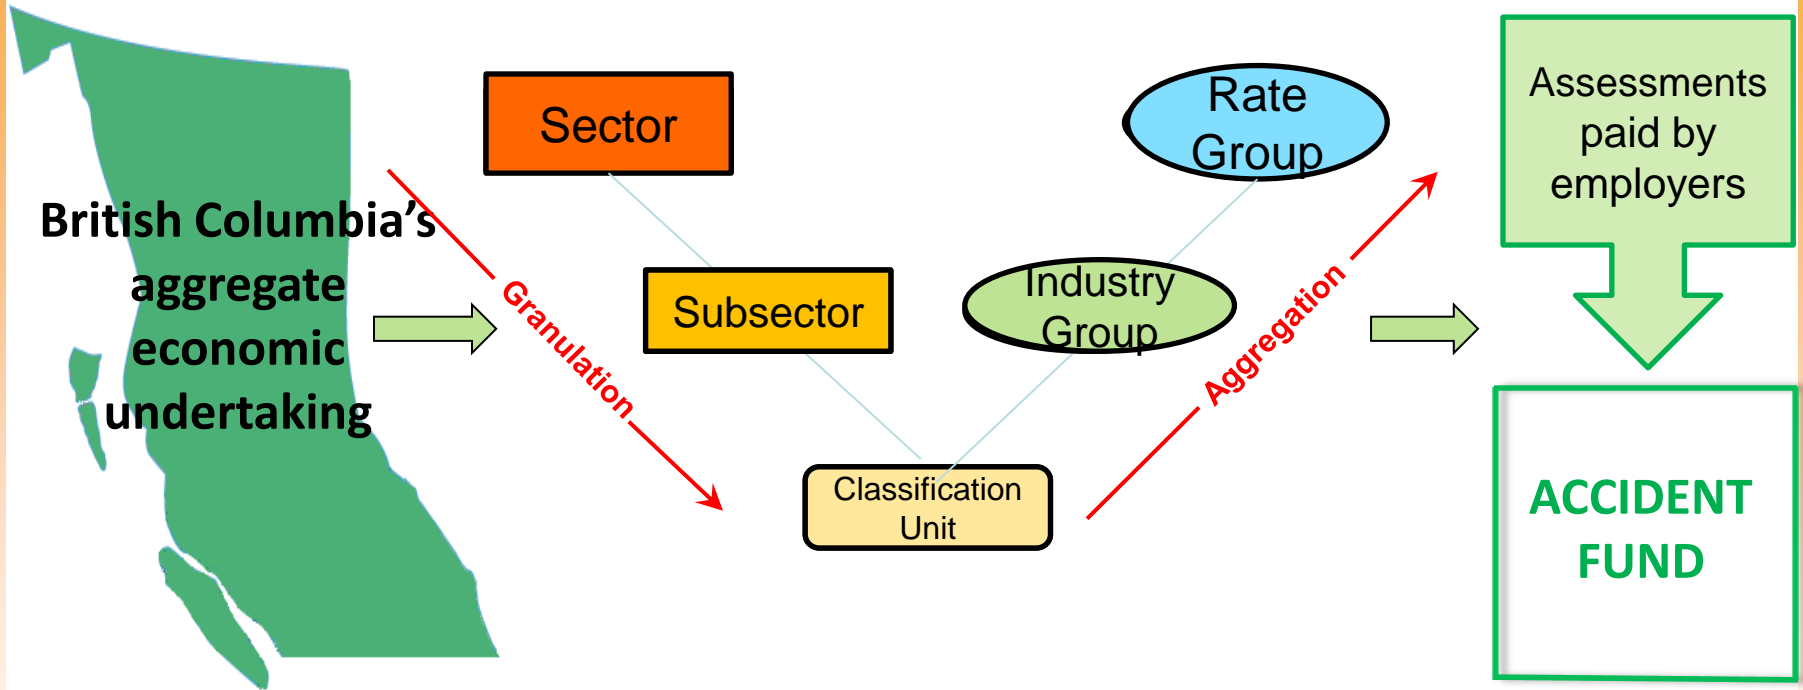 British Columbia's
aggregate
economic
undertaking
Sector
Subsector
Granulation
Classification
Unit
Rate
Group
Industry
Group
Aggregation
Assessments
paid by
employers
ACCIDENT
FUND